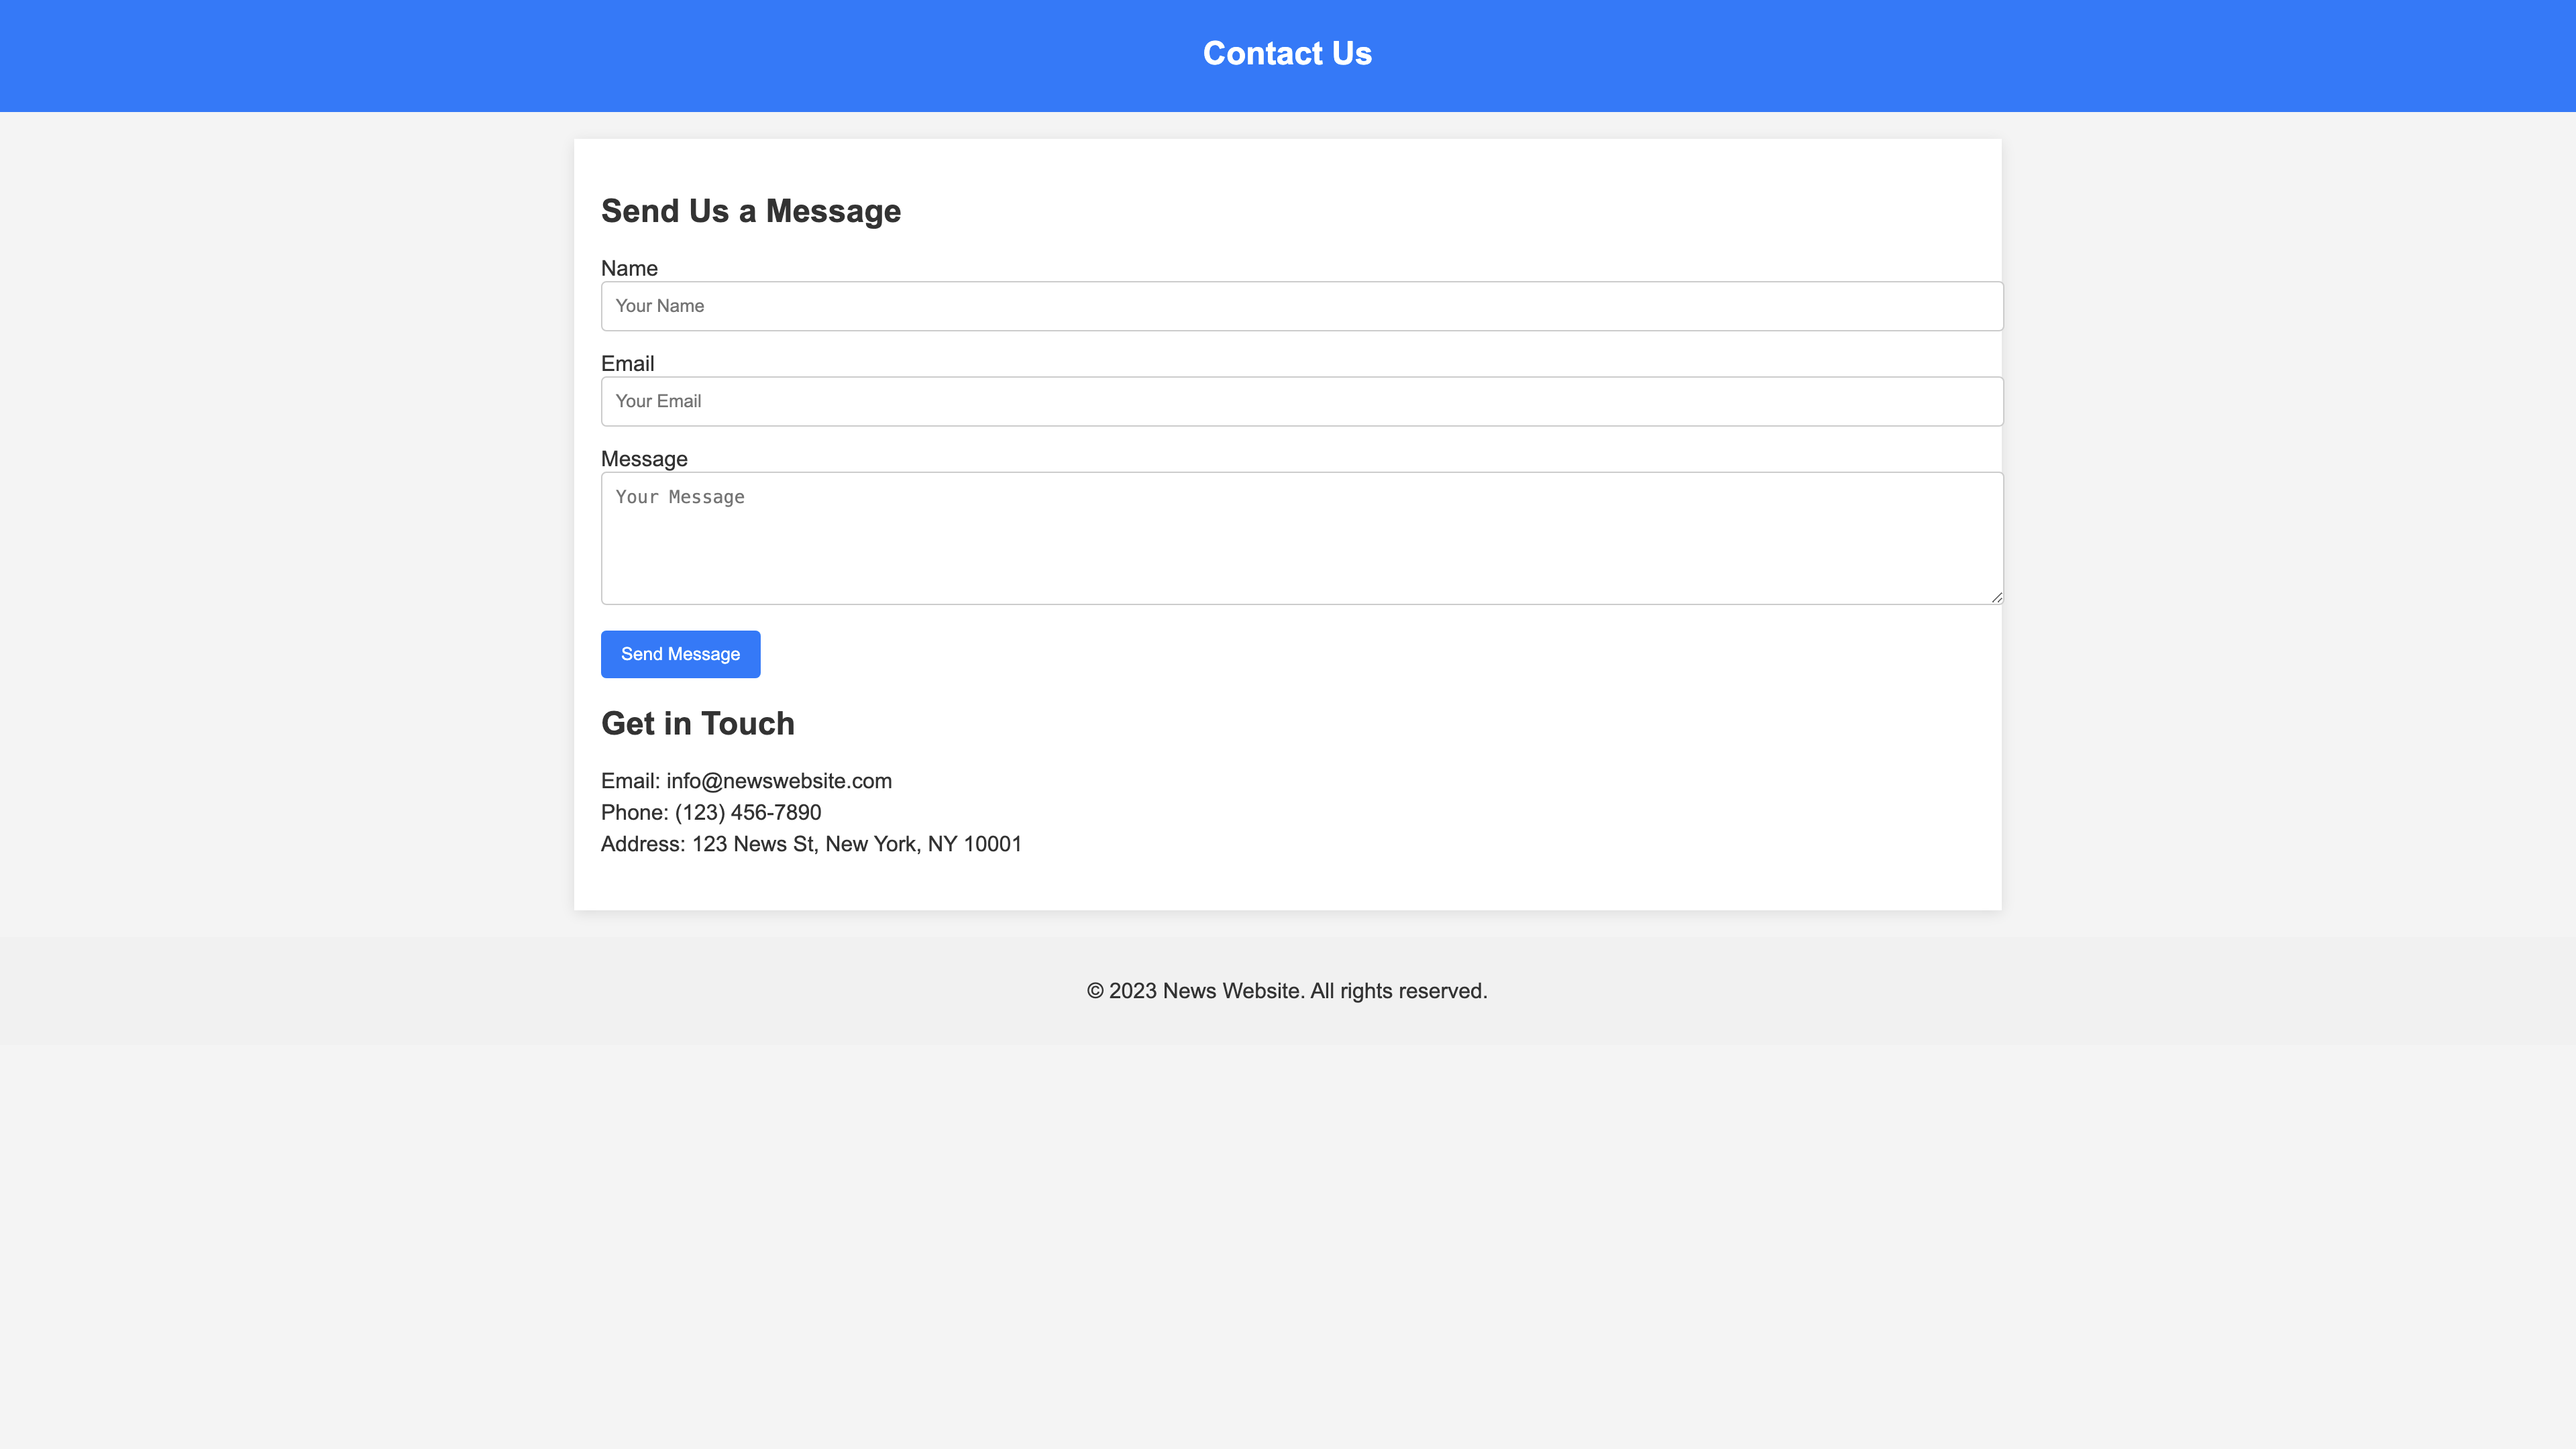 Contact Us
Send Us a Message
Name
Your Name
Email
Your Email
Message
Your Message
Send Message
Get in Touch
Email: info@newswebsite.com
Phone: (123) 456-7890
Address: 123 News St, New York, NY 10001
© 2023 News Website. All rights reserved.